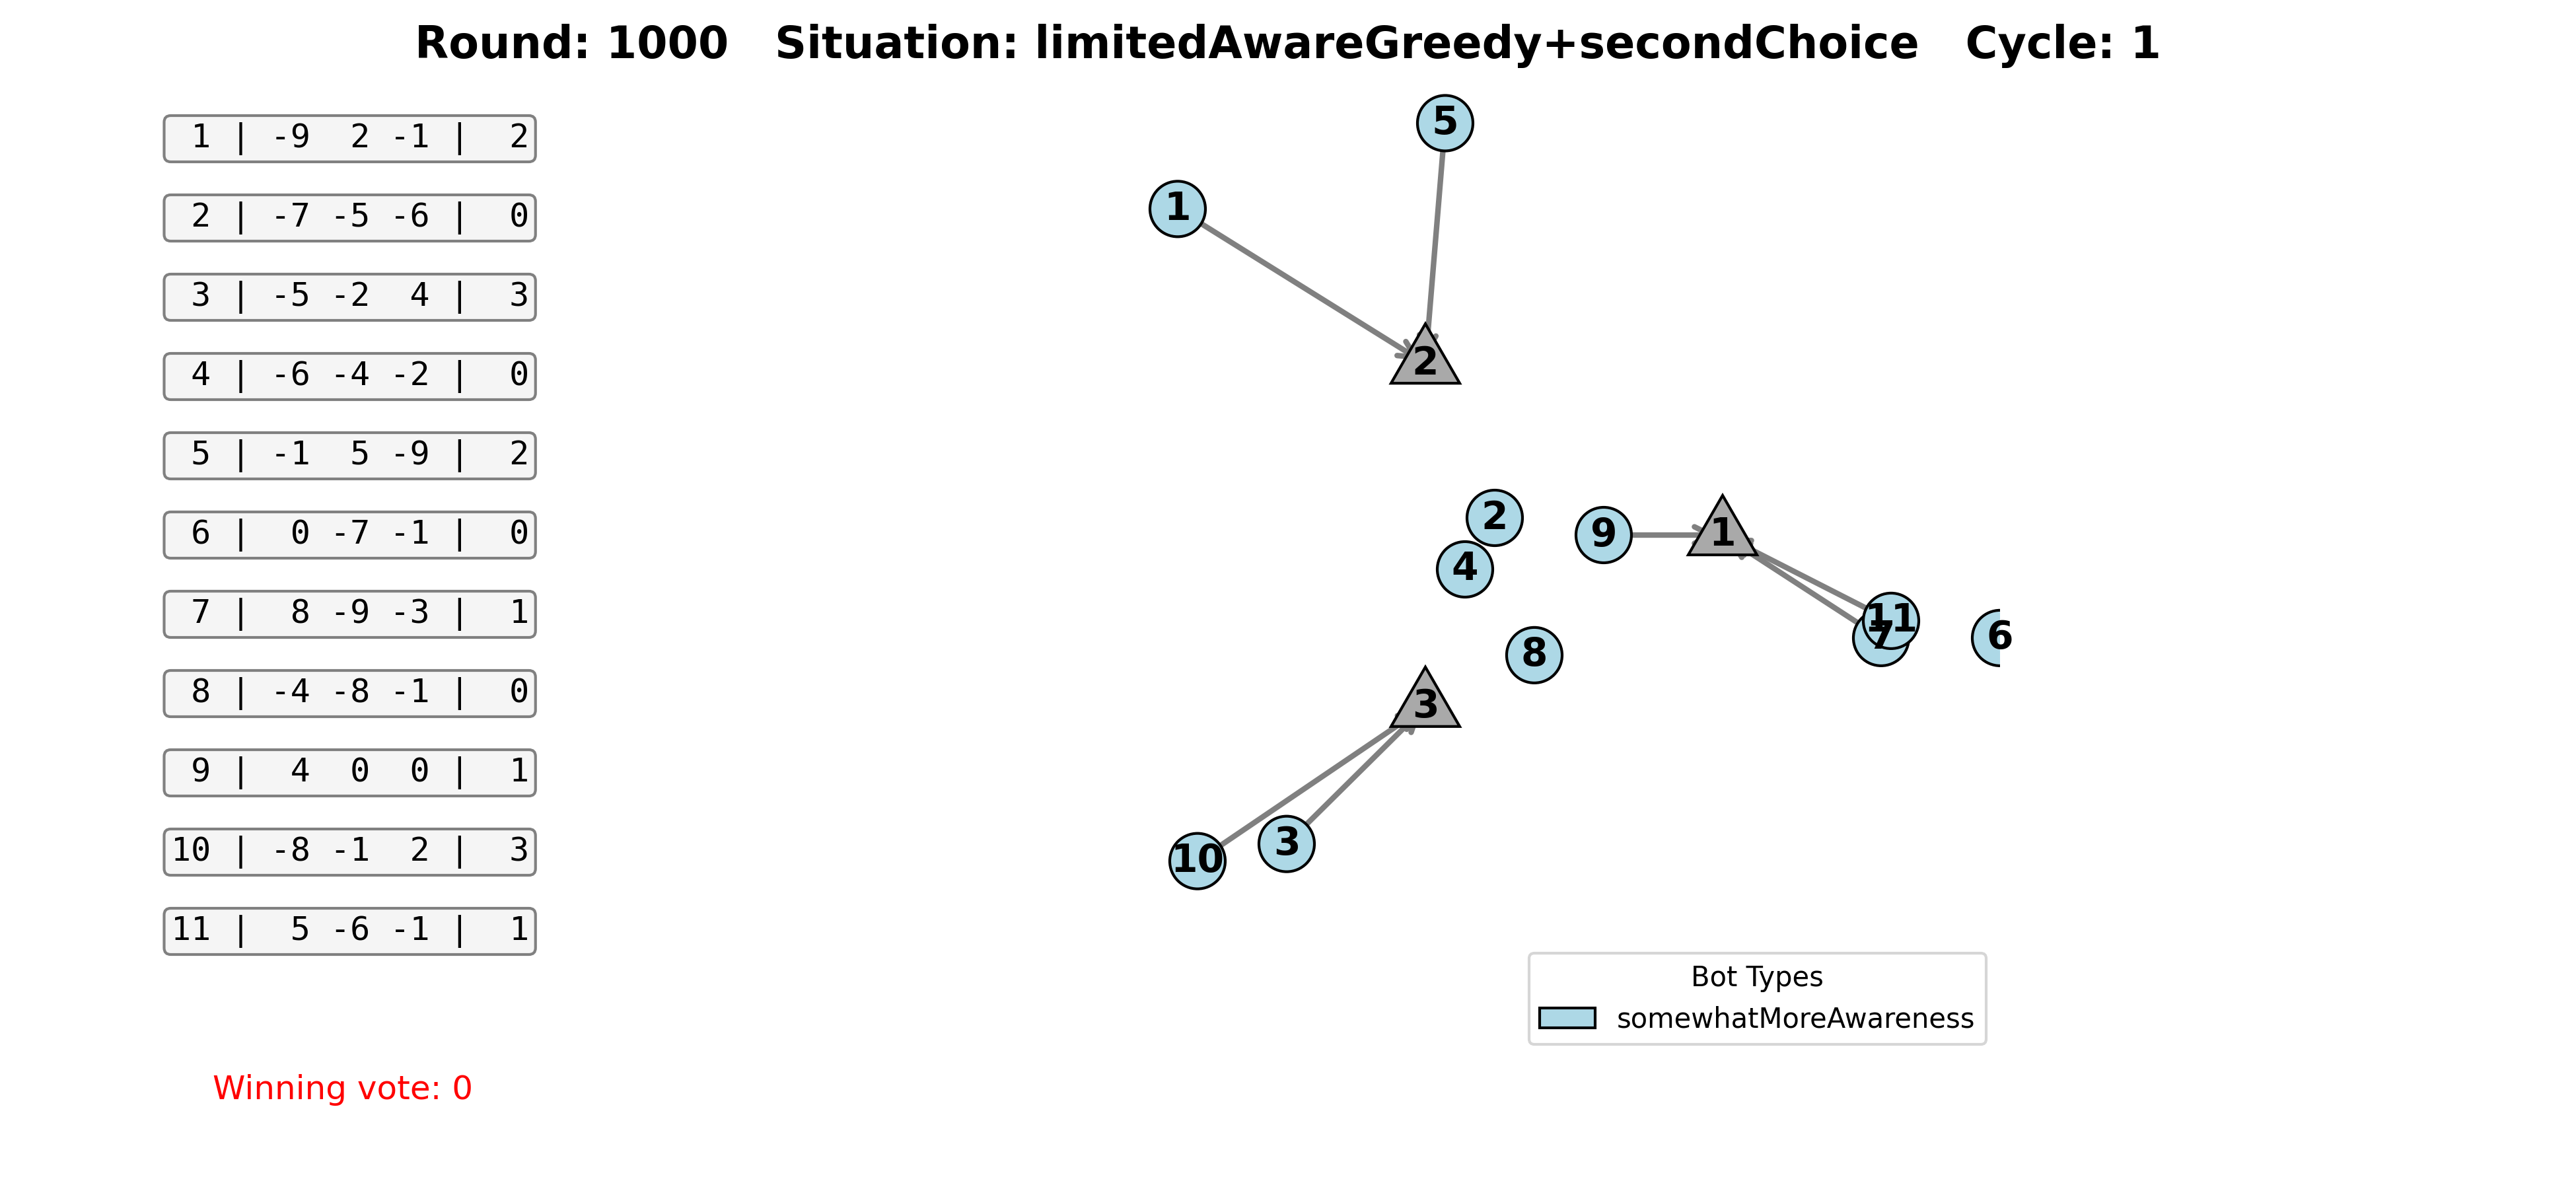 Round: 1000   Situation: limitedAwareGreedy+secondChoice   Cycle: 1
1 | -9  2 -1 |  2
2 | -7 -5 -6 |  0
3 | -5 -2  4 |  3
4 | -6 -4 -2 |  0
5 | -1  5 -9 |  2
6 |  0 -7 -1 |  0
7 |  8 -9 -3 |  1
8 | -4 -8 -1 |  0
9 |  4  0  0 |  1
10 | -8 -1  2 |  3
11 |  5 -6 -1 |  1
Winning vote: 0
5
1
2
2
9
1
4
11
7
6
8
3
3
10
Bot Types
somewhatMoreAwareness